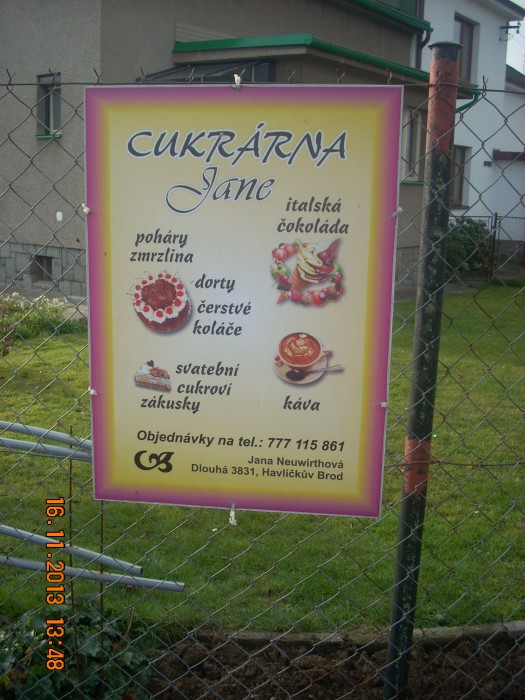 CUKRÁRNA
Jane
italská
čokoláda
poháry
zmrzlina
dorty
čerstvé
koláče
svatební
cukroví
zákusky
káva
Objednávky na tel.: 777 115 861
Jana Neuwirthová
Dlouhá 3831, Havlíčkův Brod
16.11.2013 13:48